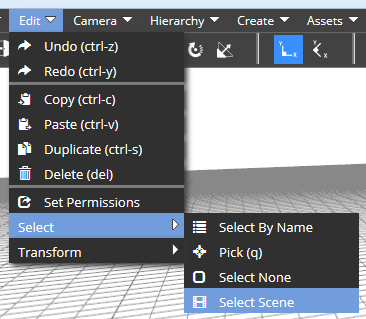 Edit Camera Hierarchy Create Assets
Undo (ctrl-z)
Redo (ctrl-y)
Copy (ctrl-c)
Paste (ctrl-v)
Duplicate (ctrl-s)
Delete (del)
Set Permissions
Select
Transform
Select By Name
Pick (q)
Select None
Select Scene
Y X
Y X